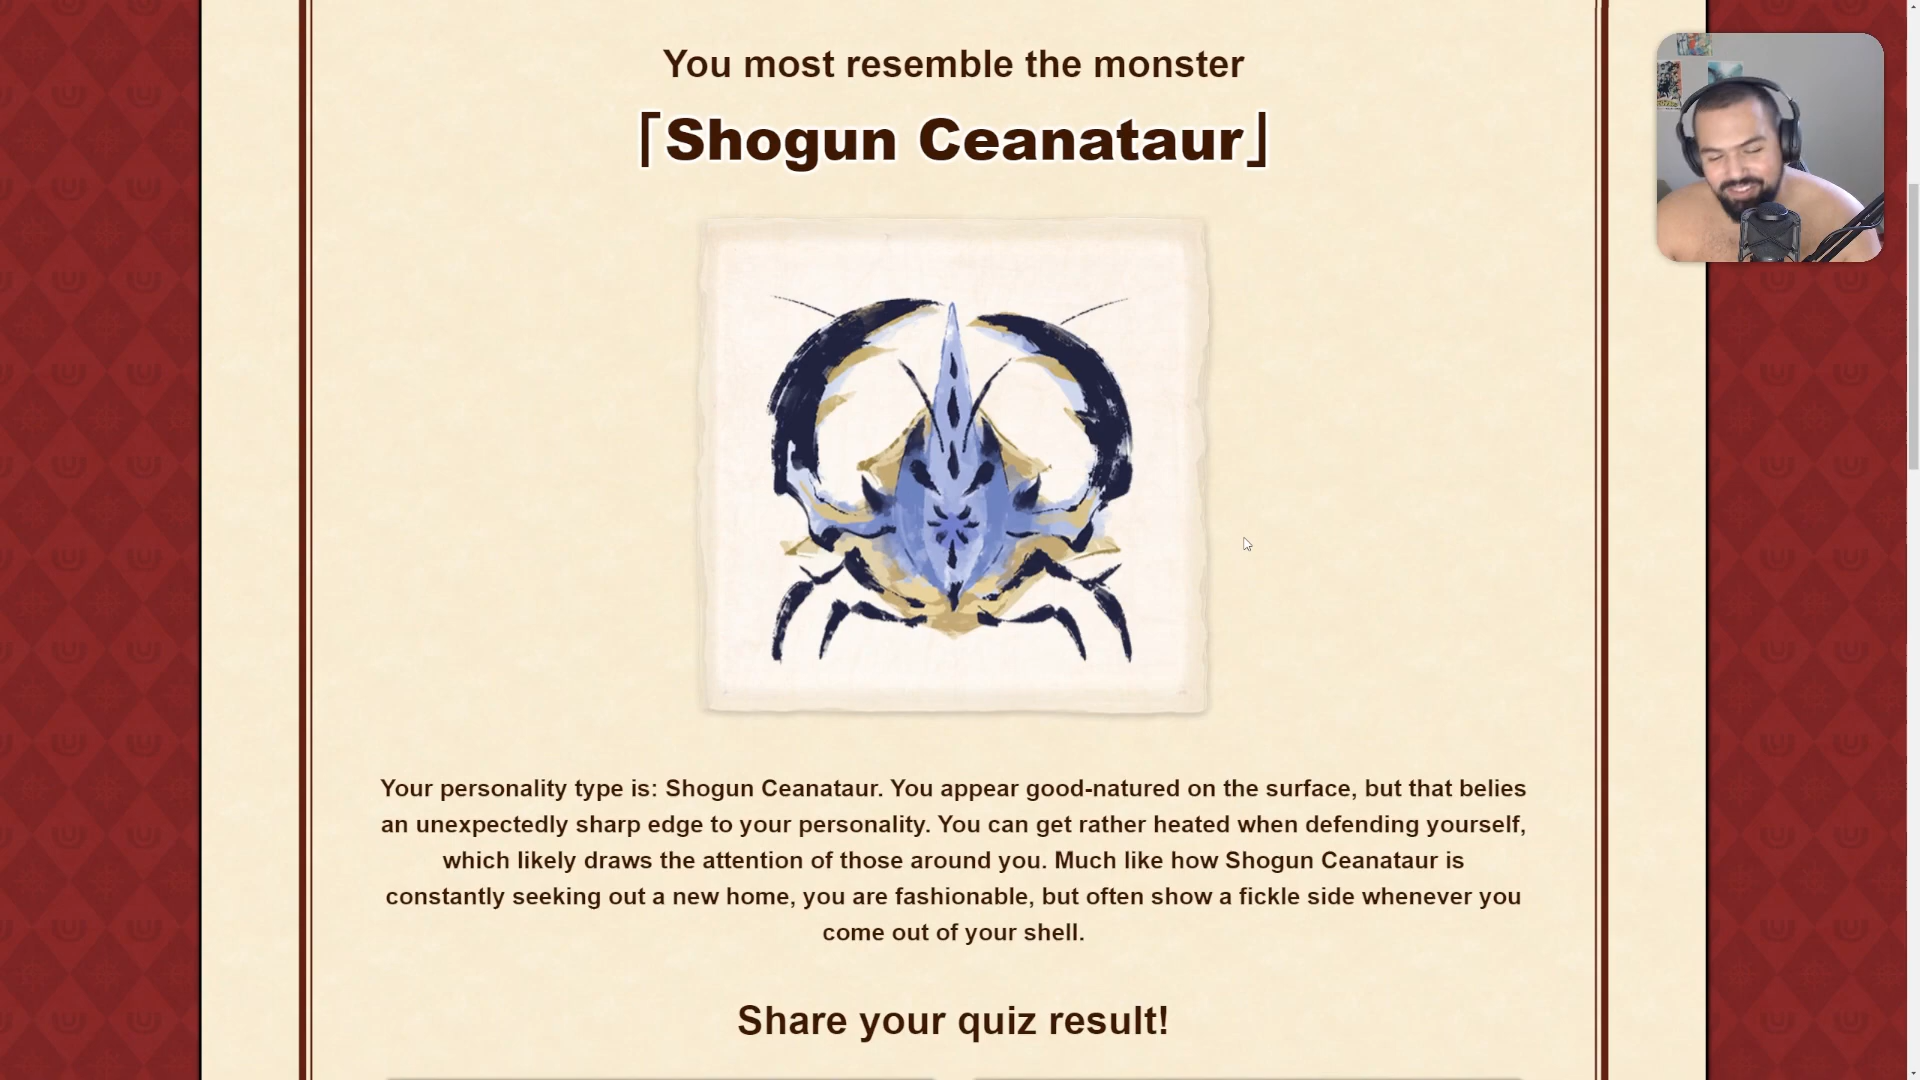 You most resemble the monster
「Shogun Ceanataur」
Your personality type is: Shogun Ceanataur. You appear good-natured on the surface, but that belies
an unexpectedly sharp edge to your personality. You can get rather heated when defending yourself,
which likely draws the attention of those around you. Much like how Shogun Ceanataur is
constantly seeking out a new home, you are fashionable, but often show a fickle side whenever you
come out of your shell.
Share your quiz result!